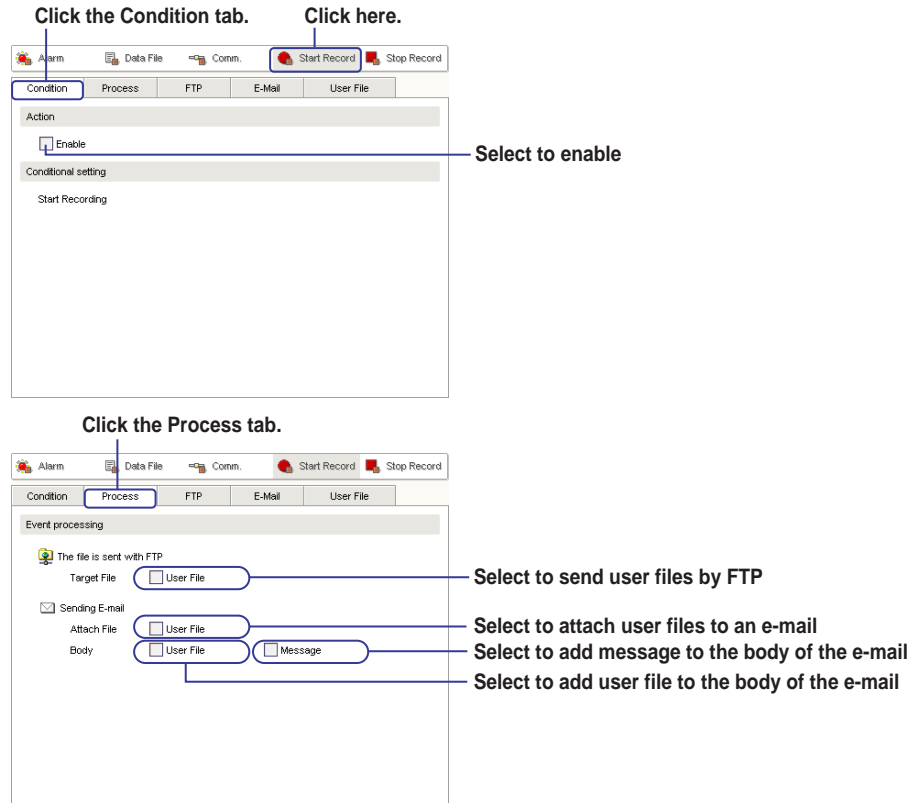 Click the Condition tab. Click here.
Alarm Data File Comm. Start Record Stop Record
Condition Process FTP E-Mail User File
Action
Enable
Select to enable
Conditional setting
Start Recording
Click the Process tab.
Alarm Data File Comm. Start Record Stop Record
Condition Process FTP E-Mail User File
Event processing
The file is sent with FTP
Target File User File
Select to send user files by FTP
Sending E-mail
Attach File User File
Select to attach user files to an e-mail
Body User File Message
Select to add message to the body of the e-mail
Select to add user file to the body of the e-mail